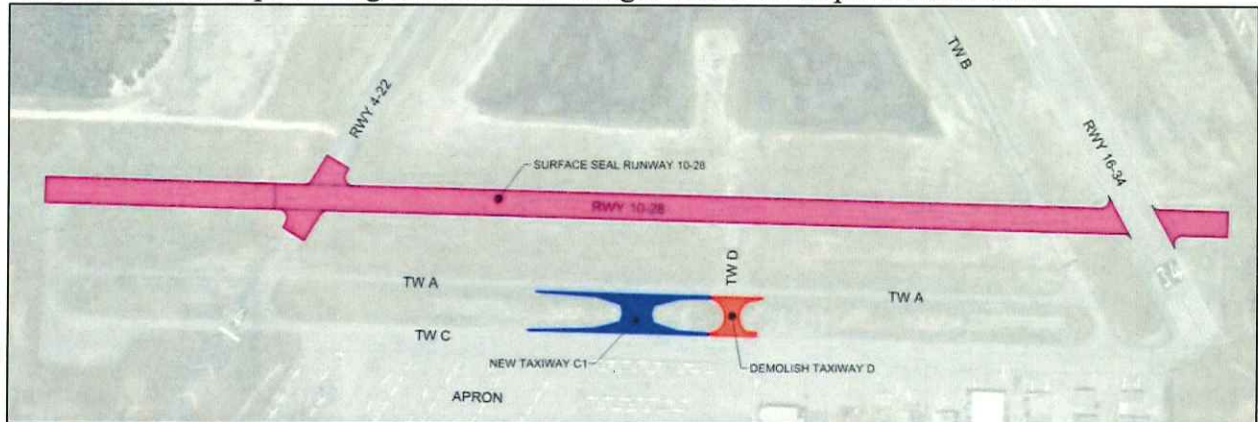 TW B
RWY 4-22
RWY 16-34
SURFACE SEAL RUNWAY 10-28
RWY 10-28
TW D
TW A
TW A
34
TW C
NEW TAXIWAY C1
DEMOLISH TAXIWAY D
APRON